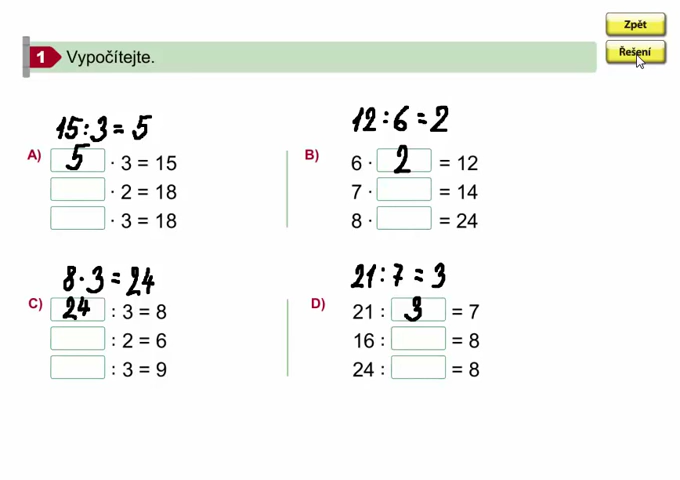 Zpět
Řešení
1 Vypočítejte.
15:3=5
A) 5 · 3 = 15
· 2 = 18
· 3 = 18
12:6=2
B) 6 · 2 = 12
7 · = 14
8 · = 24
8·3=24
C) 24 : 3 = 8
: 2 = 6
: 3 = 9
21:7=3
D) 21 : 3 = 7
16 : = 8
24 : = 8